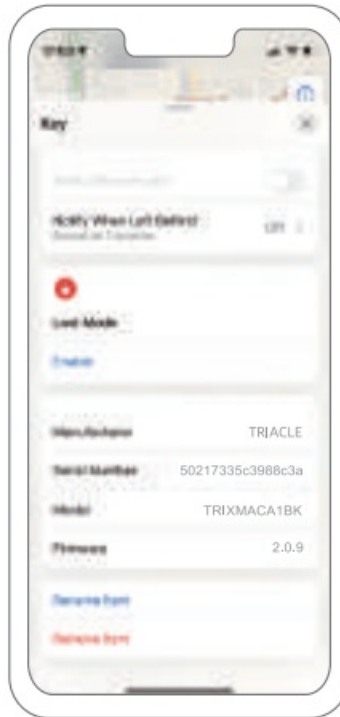 Key
Notify When Left Behind
Off
Lost Mode
Enable
Manufacturer TRIACLE
Serial Number 50217335c3988c3a
Model TRIXMACA1BK
Firmware 2.0.9
Rename Item
Remove Item